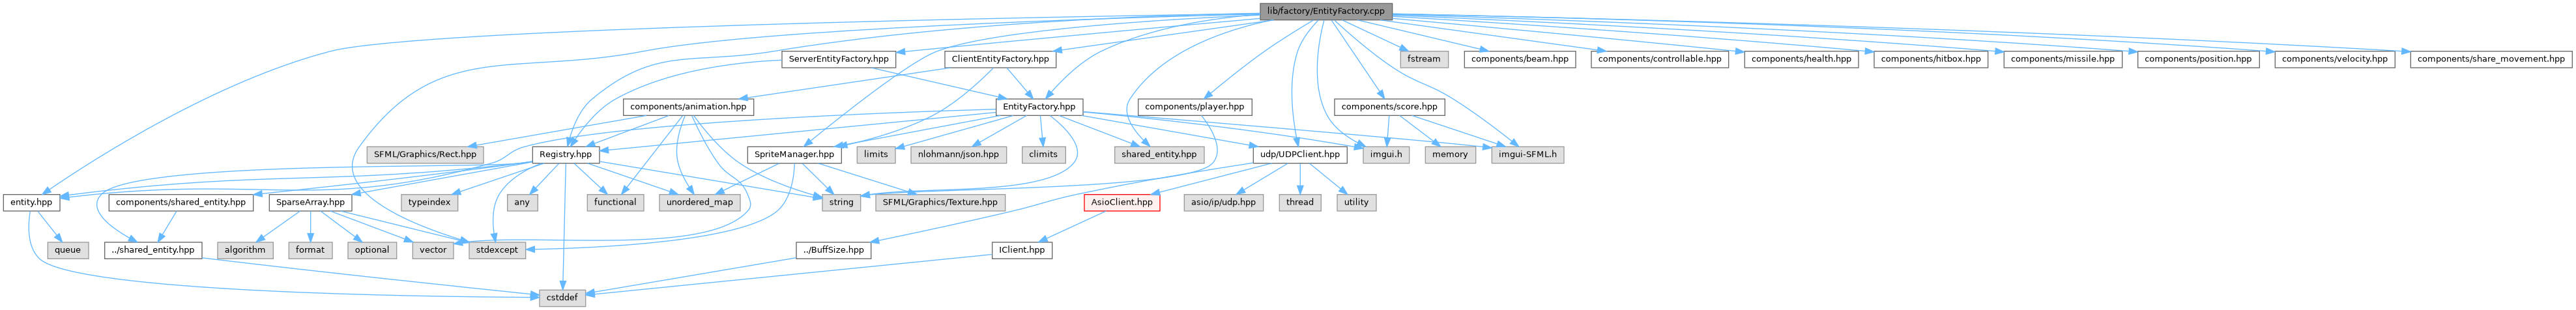 lib/factory/EntityFactory.cpp
ServerEntityFactory.hpp
ClientEntityFactory.hpp
fstream
components/beam.hpp
components/controllable.hpp
components/health.hpp
components/hitbox.hpp
components/missile.hpp
components/position.hpp
components/velocity.hpp
components/share_movement.hpp
components/animation.hpp
EntityFactory.hpp
components/player.hpp
components/score.hpp
SFML/Graphics/Rect.hpp
Registry.hpp
SpriteManager.hpp
limits
nlohmann/json.hpp
climits
shared_entity.hpp
udp/UDPClient.hpp
imgui.h
memory
imgui-SFML.h
entity.hpp
components/shared_entity.hpp
SparseArray.hpp
typeindex
any
functional
unordered_map
string
SFML/Graphics/Texture.hpp
AsioClient.hpp
asio/ip/udp.hpp
thread
utility
queue
../shared_entity.hpp
algorithm
format
optional
vector
stdexcept
../BuffSize.hpp
IClient.hpp
cstddef